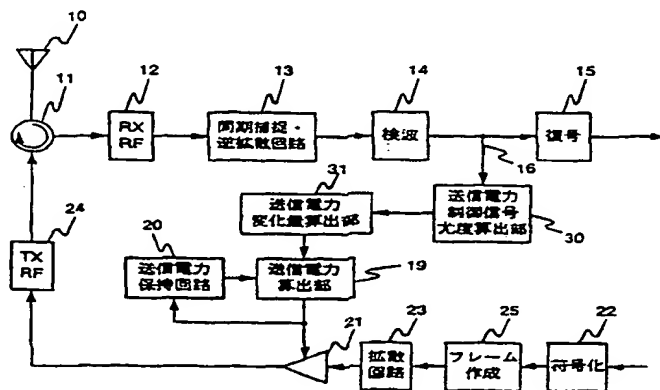 10
11
12
13
14
15
RX
RF
同期捕捉・
逆拡散回路
検波
復号
16
31
送信電力
変化量算出部
送信電力
制御信号
尤度算出部
30
24
TX
RF
20
送信電力
保持回路
送信電力
算出部
19
21
23
25
22
拡散
回路
フレーム
作成
符号化